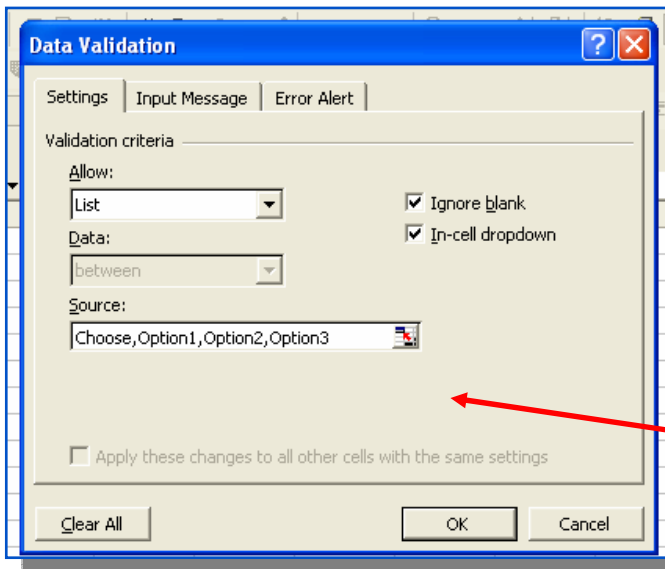 Data Validation
Settings Input Message Error Alert
Validation criteria
Allow:
List
Ignore blank
Data:
In-cell dropdown
between
Source:
Choose,Option1,Option2,Option3
Apply these changes to all other cells with the same settings
Clear All OK Cancel